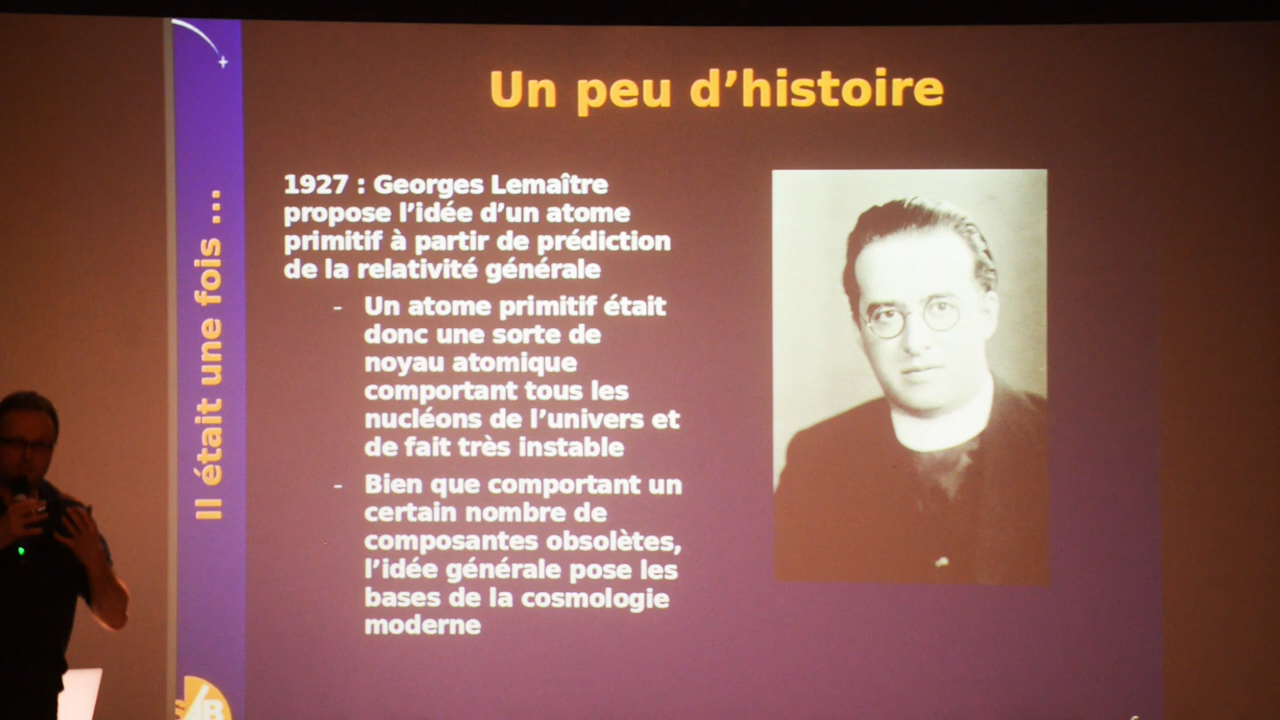 Un peu d’histoire
Il était une fois ...
1927 : Georges Lemaître
propose l’idée d’un atome
primitif à partir de prédiction
de la relativité générale
- Un atome primitif était
donc une sorte de
noyau atomique
comportant tous les
nucléons de l’univers et
de fait très instable
- Bien que comportant un
certain nombre de
composantes obsolètes,
l’idée générale pose les
bases de la cosmologie
moderne